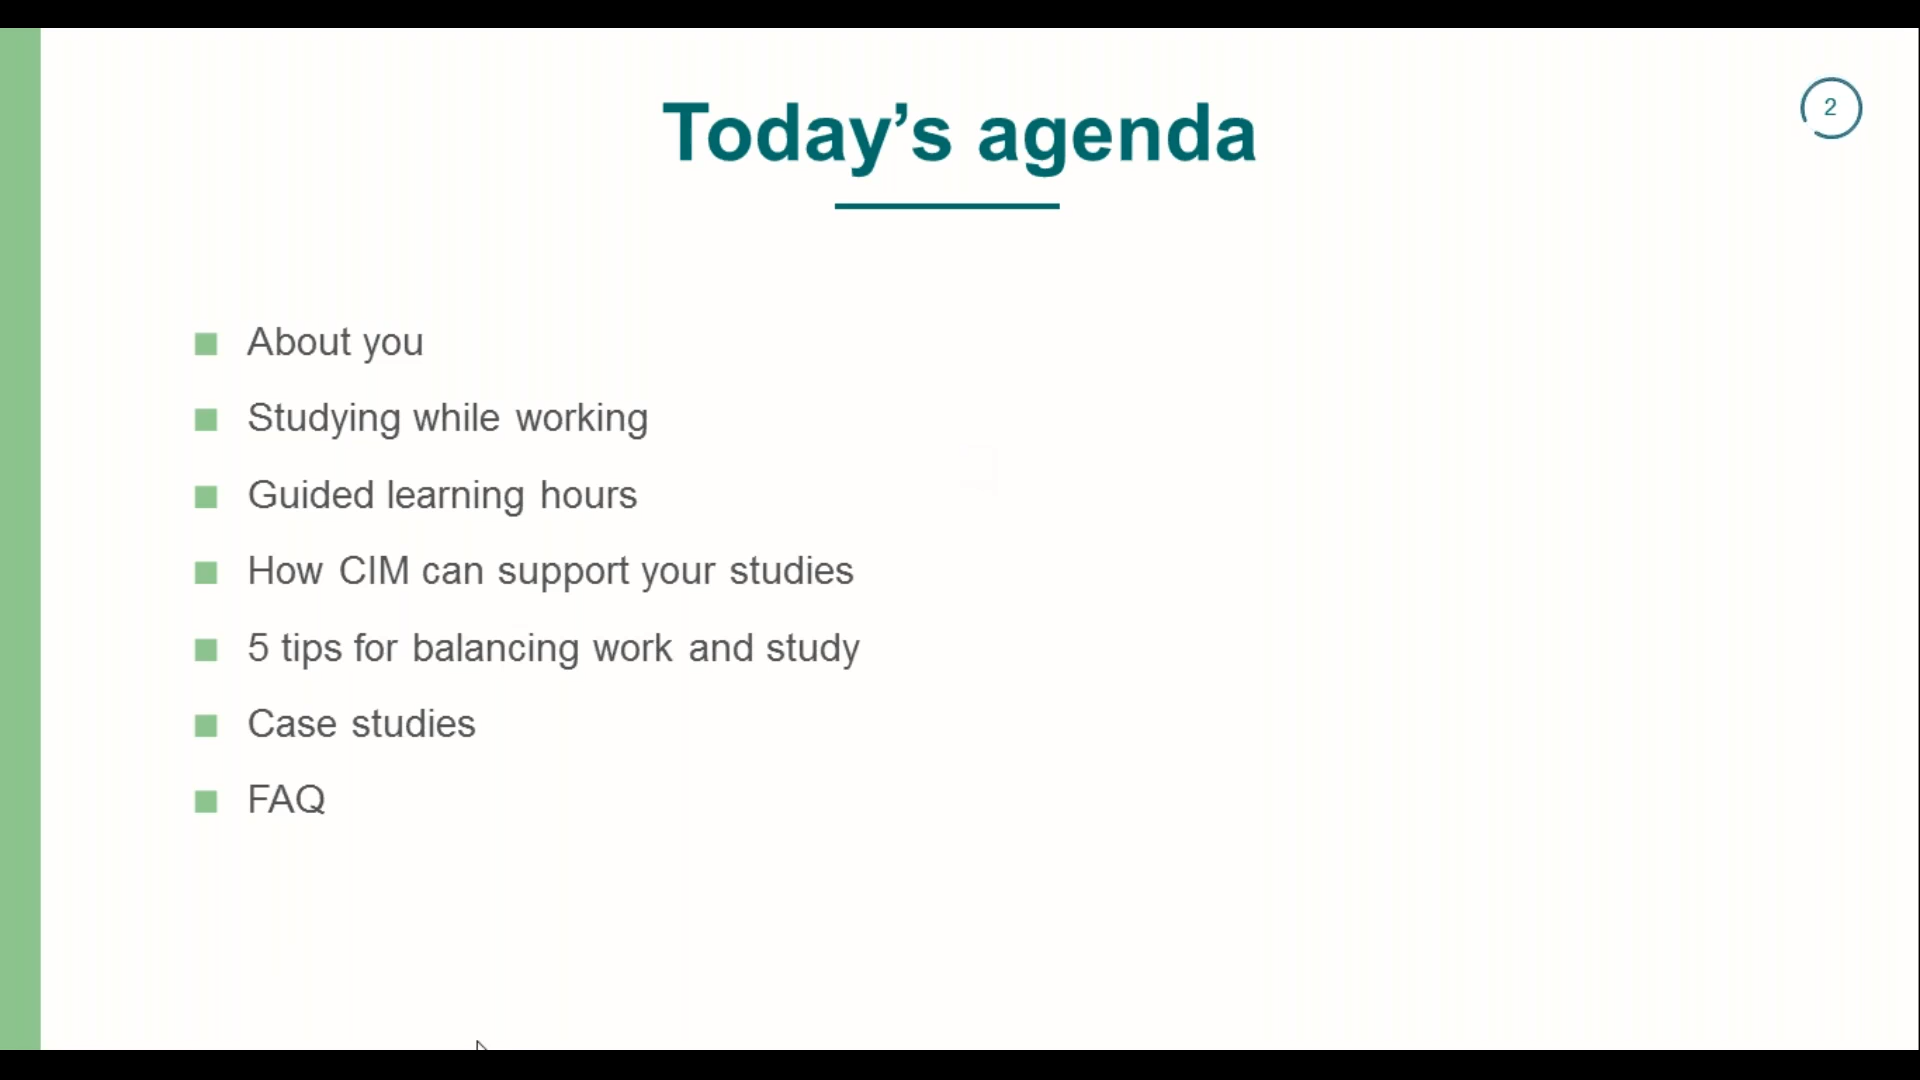 Today’s agenda
2
About you
Studying while working
Guided learning hours
How CIM can support your studies
5 tips for balancing work and study
Case studies
FAQ